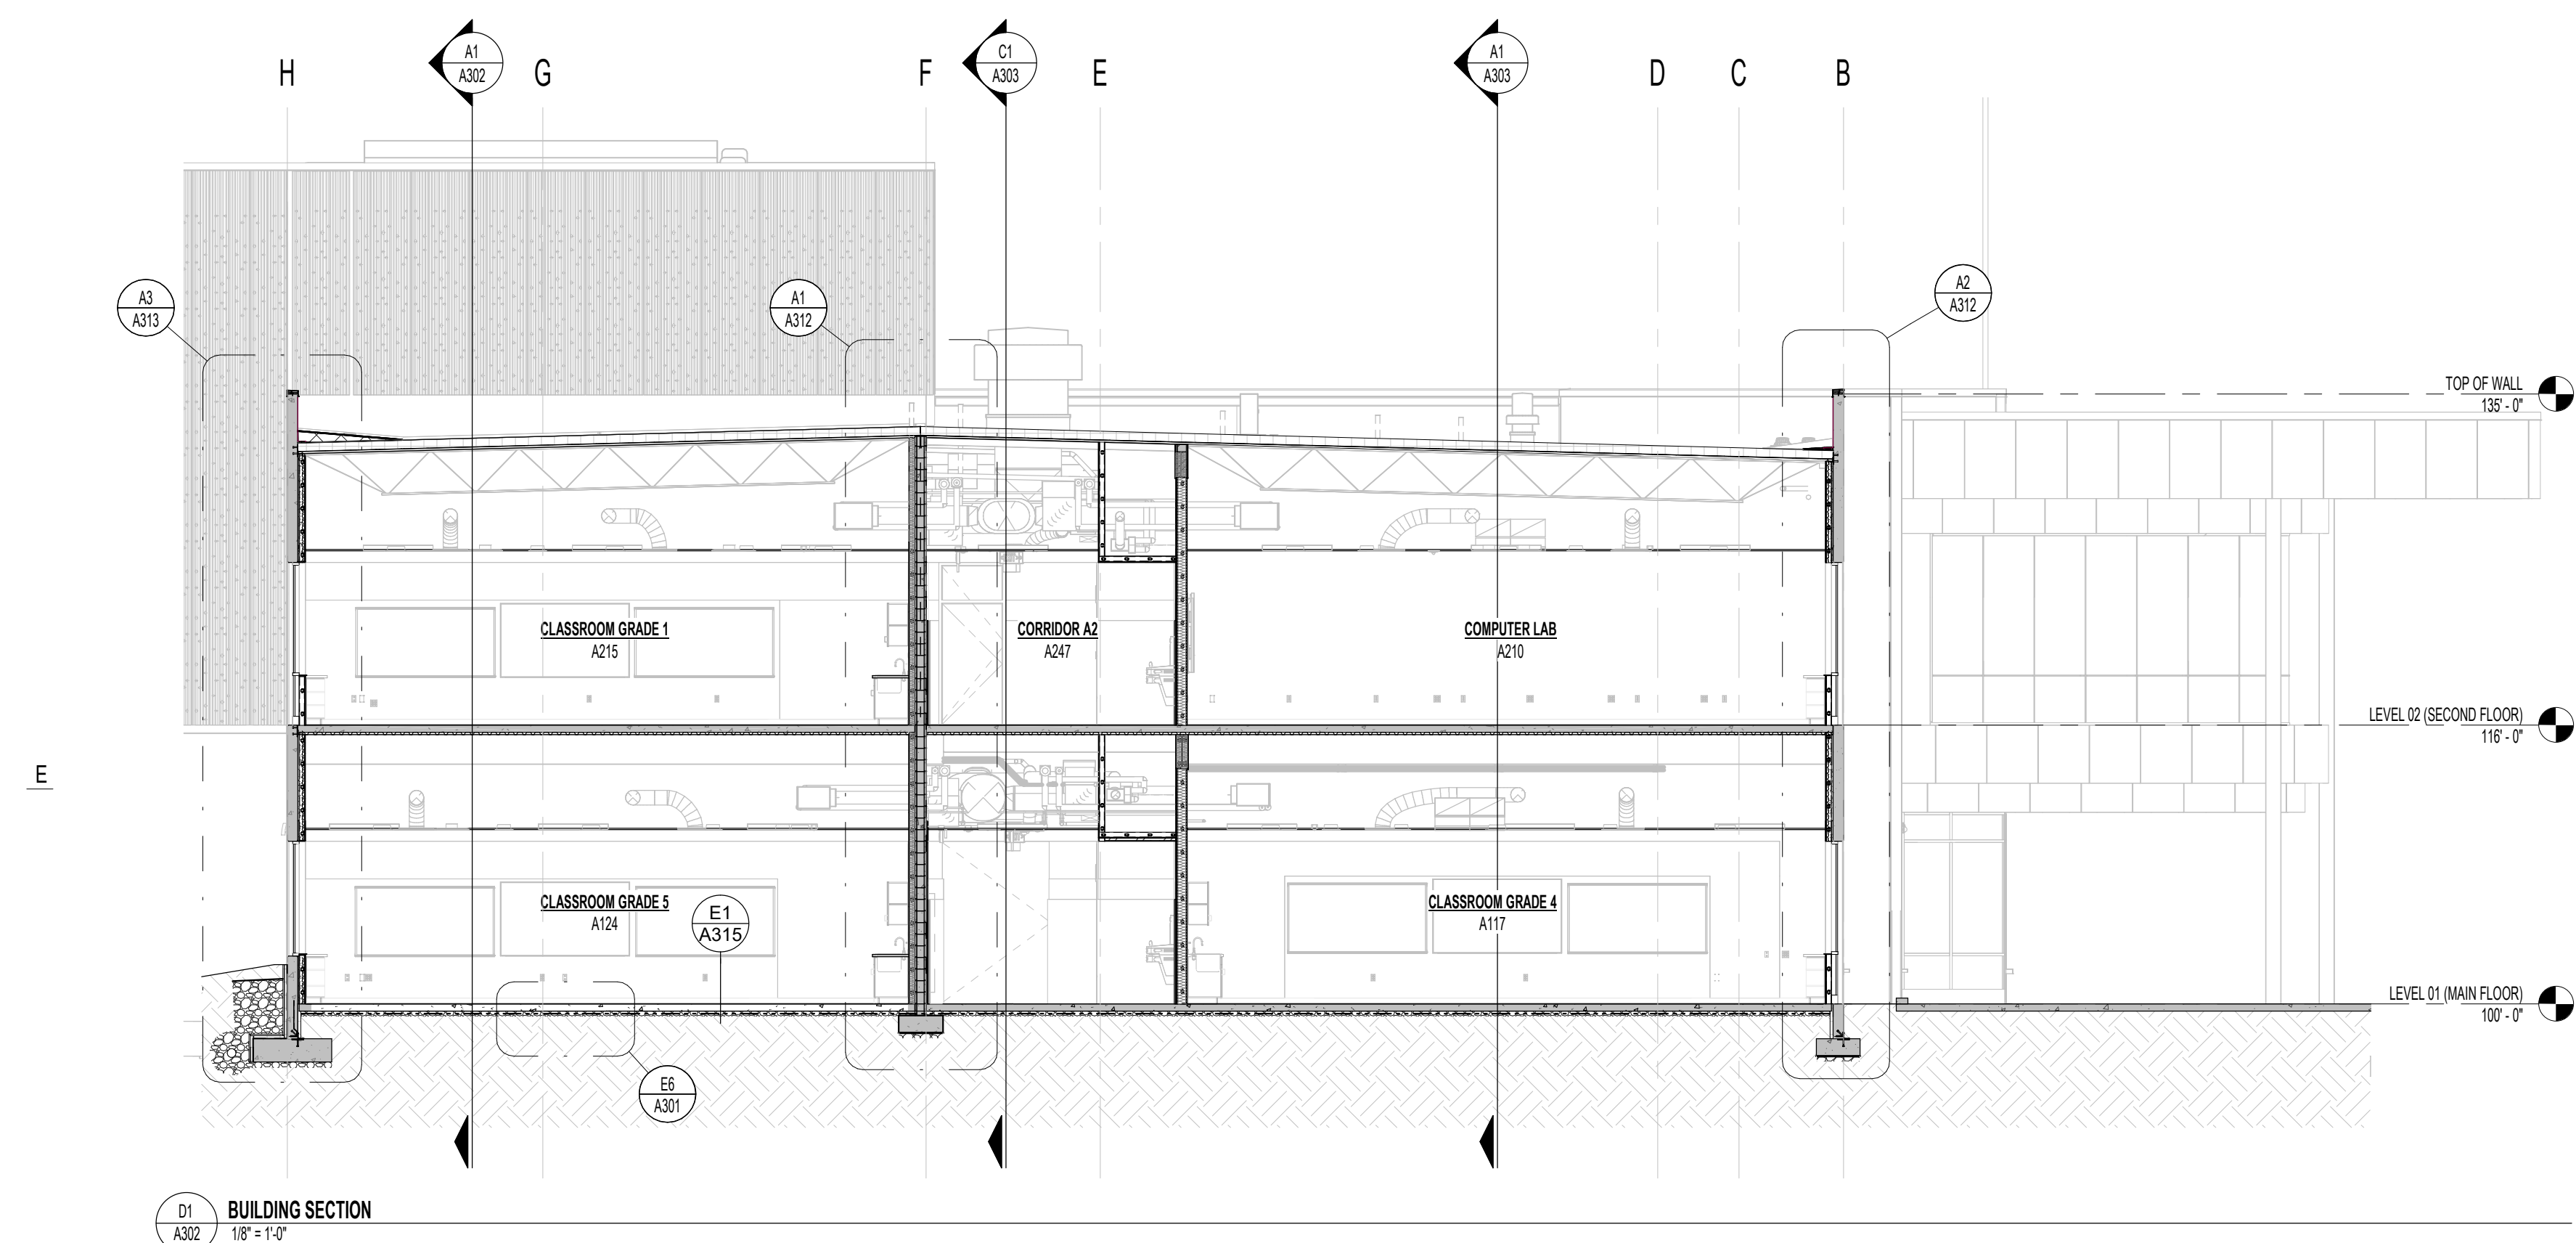 H
A1
A302
G
F
C1
A303
E
A1
A303
D
C
B
A3
A313
A1
A312
A2
A312
TOP OF WALL
135' - 0"
CLASSROOM GRADE 1
A215
CORRIDOR A2
A247
COMPUTER LAB
A210
LEVEL 02 (SECOND FLOOR)
116' - 0"
E
CLASSROOM GRADE 5
A124
E1
A315
CLASSROOM GRADE 4
A117
LEVEL 01 (MAIN FLOOR)
100' - 0"
E6
A301
D1
A302
BUILDING SECTION
1/8" = 1'-0"